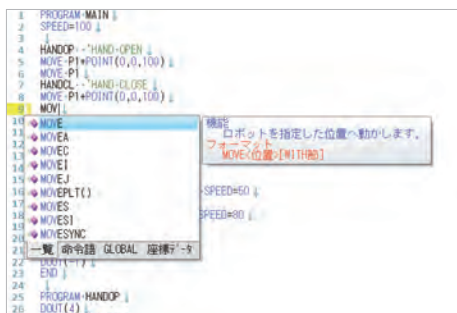 1 PROGRAM MAIN↓
2 SPEED=100↓
3 ↓
4 HANDOP 'HAND OPEN↓
5 MOVE P1+POINT(0,0,100)↓
6 MOVE P1↓
7 HANDCL 'HAND CLOSE↓
8 MOVE P1+POINT(0,0,100)↓
9 MOV↓
10 MOVE
11 MOVEA
12 MOVEC
13 MOVEI
14 MOVEJ
15 MOVEPLT() SPEED=50↓
16 MOVES
17 MOVESI SPEED=80↓
18 MOVESYNC
19
20
21 一覧 命令語 GLOBAL 座標データ
機能
ロボットを指定した位置へ動かします。
フォーマット
MOVE<位置>[WITH節]
22 DOUT(-1)↓
23 END↓
24 ↓
25 PROGRAM HANDOP↓
26 DOUT(4)↓